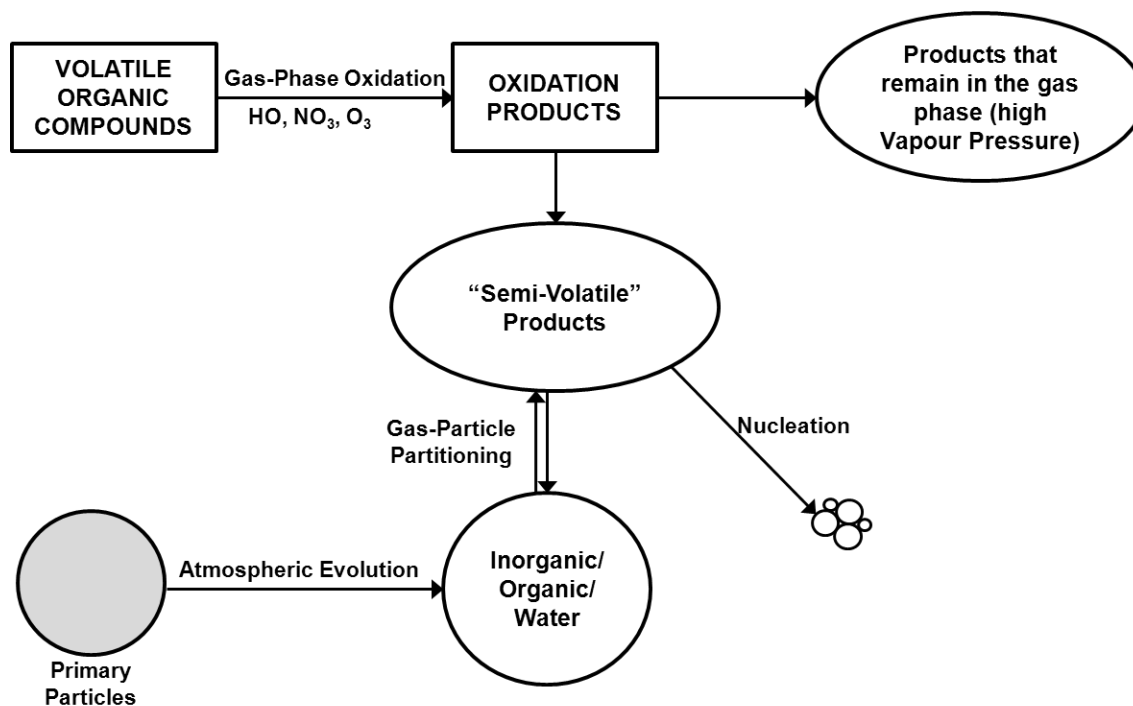 VOLATILE
ORGANIC
COMPOUNDS
Gas-Phase Oxidation
HO, NO₃, O₃
OXIDATION
PRODUCTS
Products that
remain in the gas
phase (high
Vapour Pressure)
“Semi-Volatile”
Products
Gas-Particle
Partitioning
Nucleation
Atmospheric Evolution
Inorganic/
Organic/
Water
Primary
Particles